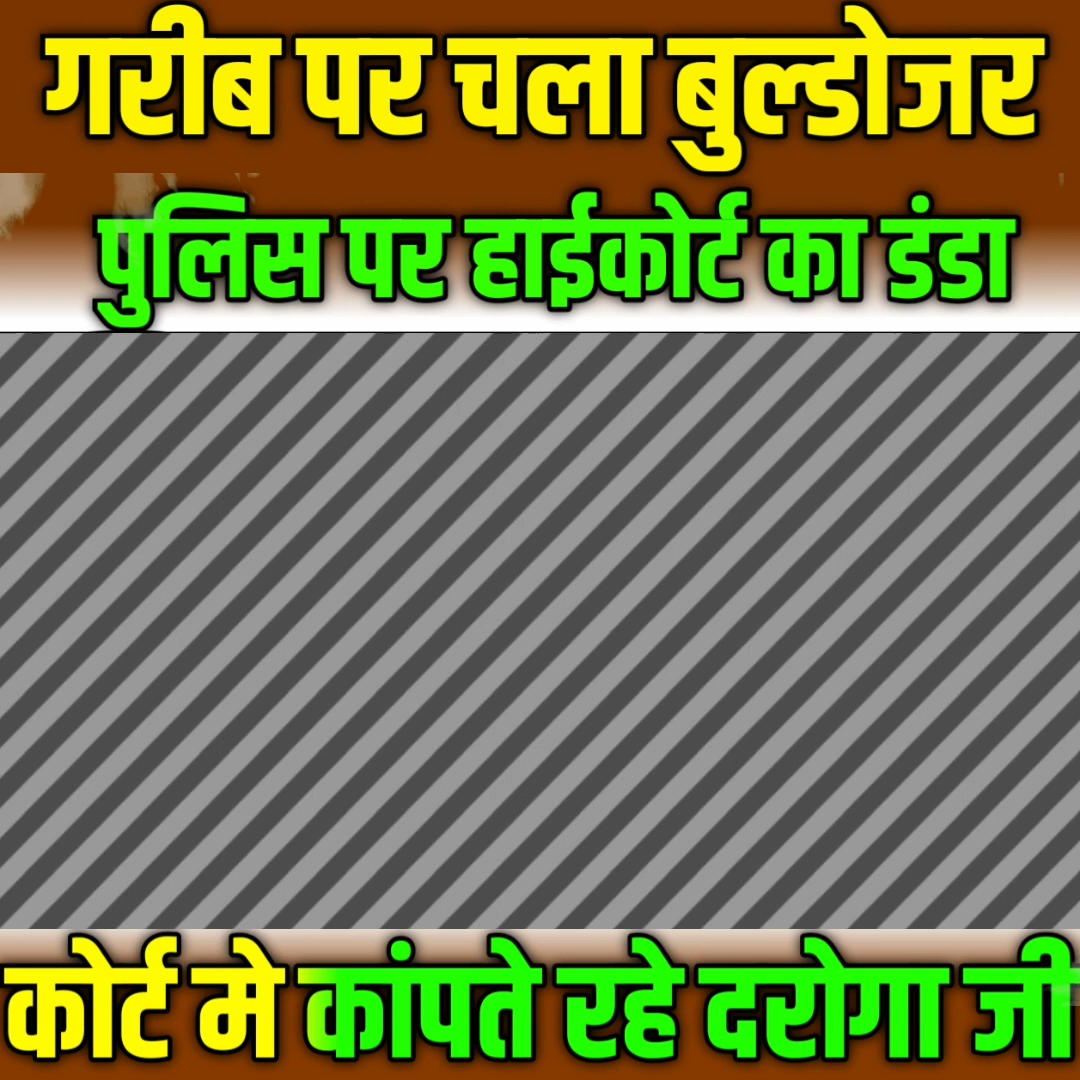 गरीब पर चला बुल्डोजर
पुलिस पर हाईकोर्ट का डंडा
कोर्ट मे कांपते रहे दरोगा जी